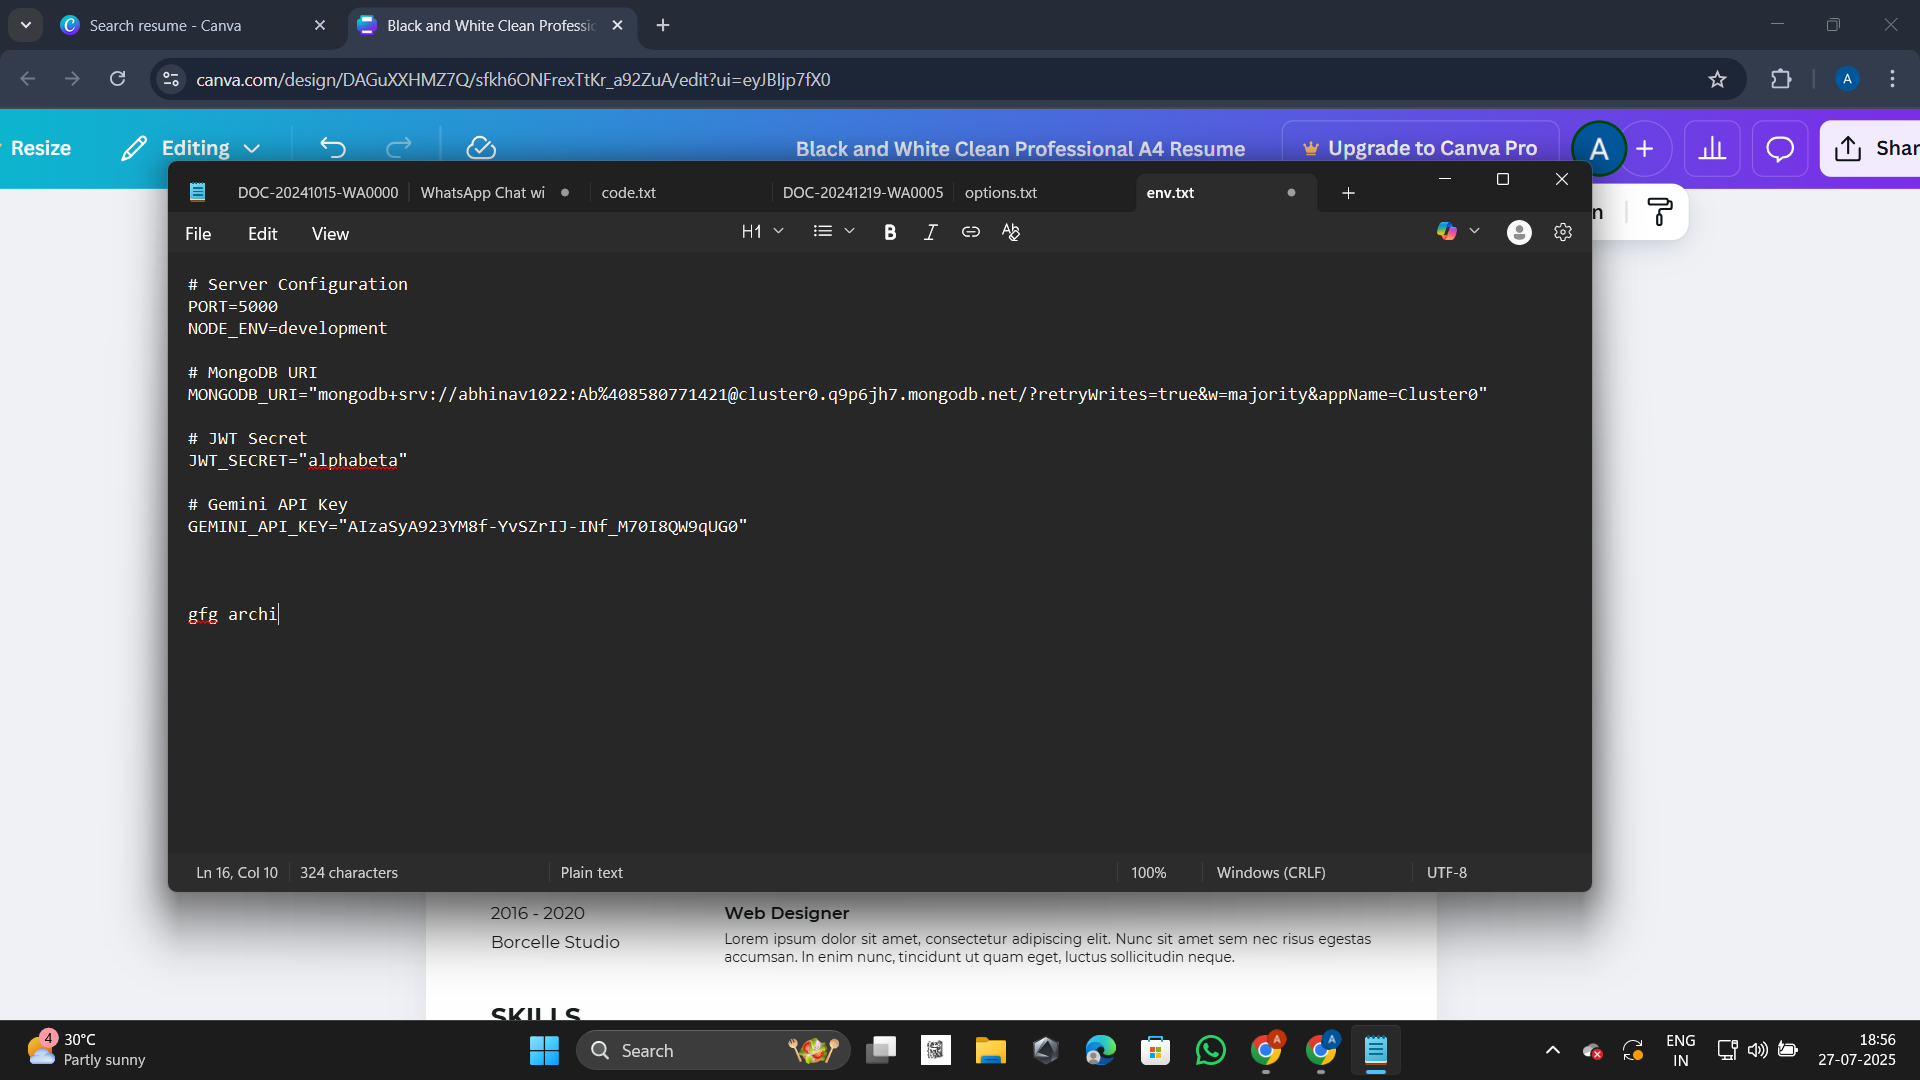 Search resume - Canva
Black and White Clean Professio
canva.com/design/DAGuXXHMZ7Q/sfkh6ONFrexTtKr_a92ZuA/edit?ui=eyJBIjp7fX0
A
Resize
Editing
Black and White Clean Professional A4 Resume
Upgrade to Canva Pro
A
Shar
DOC-20241015-WA0000
WhatsApp Chat wi
code.txt
DOC-20241219-WA0005
options.txt
env.txt
n
File
Edit
View
H1
B
I
# Server Configuration
PORT=5000
NODE_ENV=development
# MongoDB URI
MONGODB_URI="mongodb+srv://abhinav1022:Ab%408580771421@cluster0.q9p6jh7.mongodb.net/?retryWrites=true&w=majority&appName=Cluster0"
# JWT Secret
JWT_SECRET="alphabeta"
# Gemini API Key
GEMINI_API_KEY="AIzaSyA923YM8f-YvSZrIJ-INf_M70I8QW9qUG0"
gfg archi
Ln 16, Col 10
324 characters
Plain text
100%
Windows (CRLF)
UTF-8
2016 - 2020
Web Designer
Borcelle Studio
Lorem ipsum dolor sit amet, consectetur adipiscing elit. Nunc sit amet sem nec risus egestas
accumsan. In enim nunc, tincidunt ut quam eget, luctus sollicitudin neque.
SKILLS
4
30°C
Partly sunny
Search
A
A
ENG
IN
18:56
27-07-2025